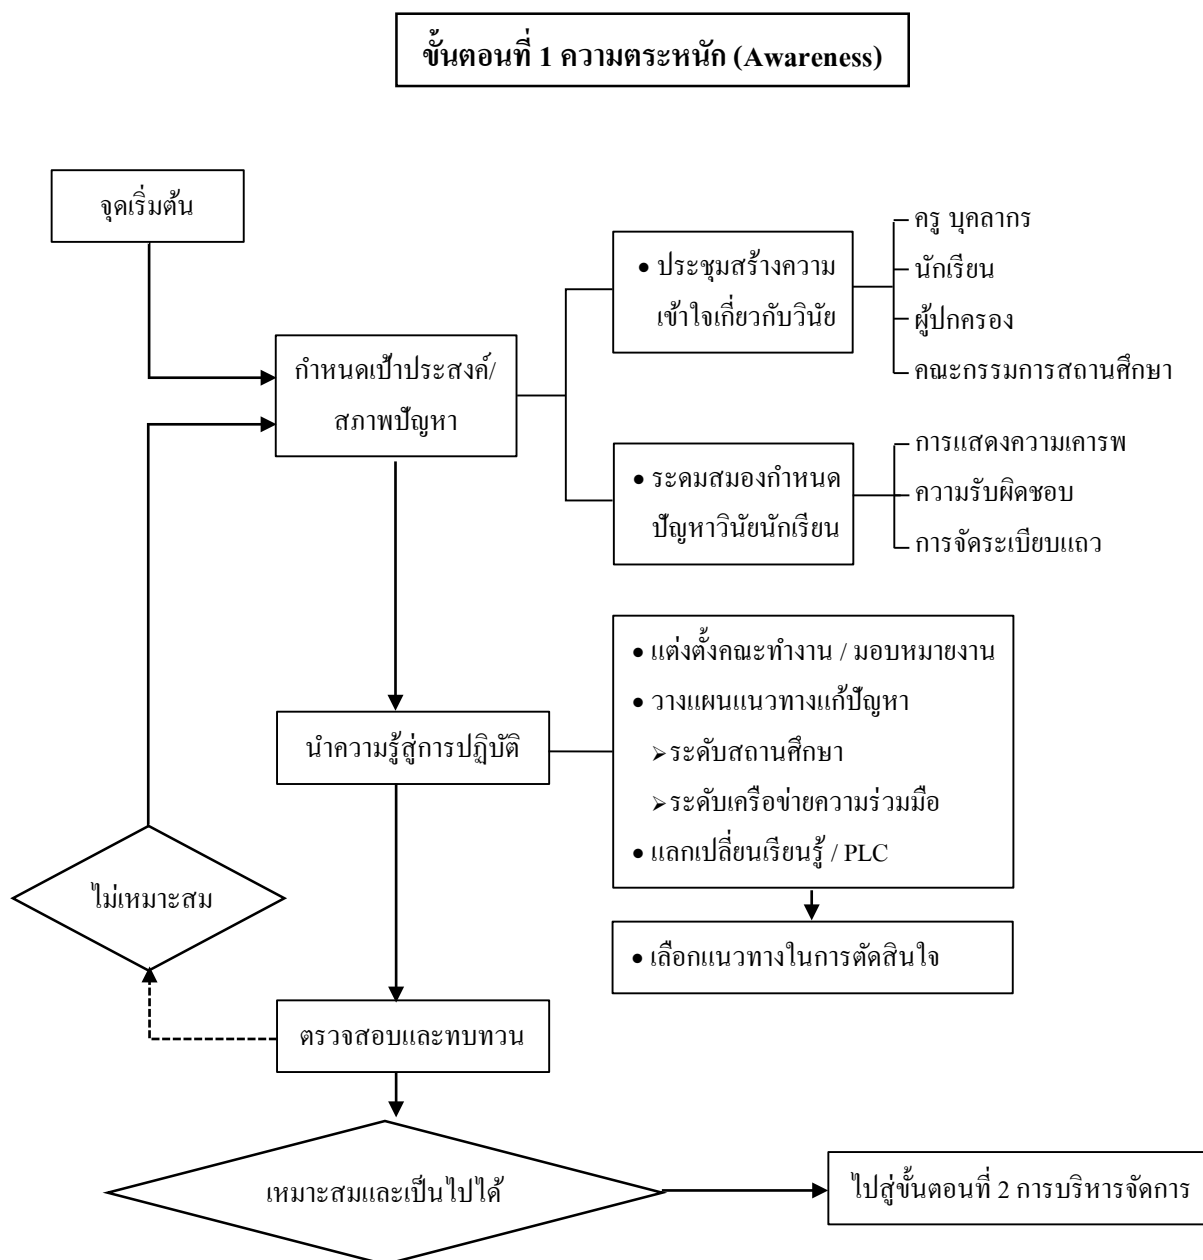 ขั้นตอนที่ 1 ความตระหนัก (Awareness)
จุดเริ่มต้น
กำหนดเป้าประสงค์/
สภาพปัญหา
• ประชุมสร้างความ
เข้าใจเกี่ยวกับวินัย
ครู บุคลากร
นักเรียน
ผู้ปกครอง
คณะกรรมการสถานศึกษา
• ระดมสมองกำหนด
ปัญหาวินัยนักเรียน
การแสดงความเคารพ
ความรับผิดชอบ
การจัดระเบียบแถว
นำความรู้สู่การปฏิบัติ
• แต่งตั้งคณะทำงาน / มอบหมายงาน
• วางแผนแนวทางแก้ปัญหา
➢ระดับสถานศึกษา
➢ระดับเครือข่ายความร่วมมือ
• แลกเปลี่ยนเรียนรู้ / PLC
• เลือกแนวทางในการตัดสินใจ
ไม่เหมาะสม
ตรวจสอบและทบทวน
เหมาะสมและเป็นไปได้
ไปสู่ขั้นตอนที่ 2 การบริหารจัดการ